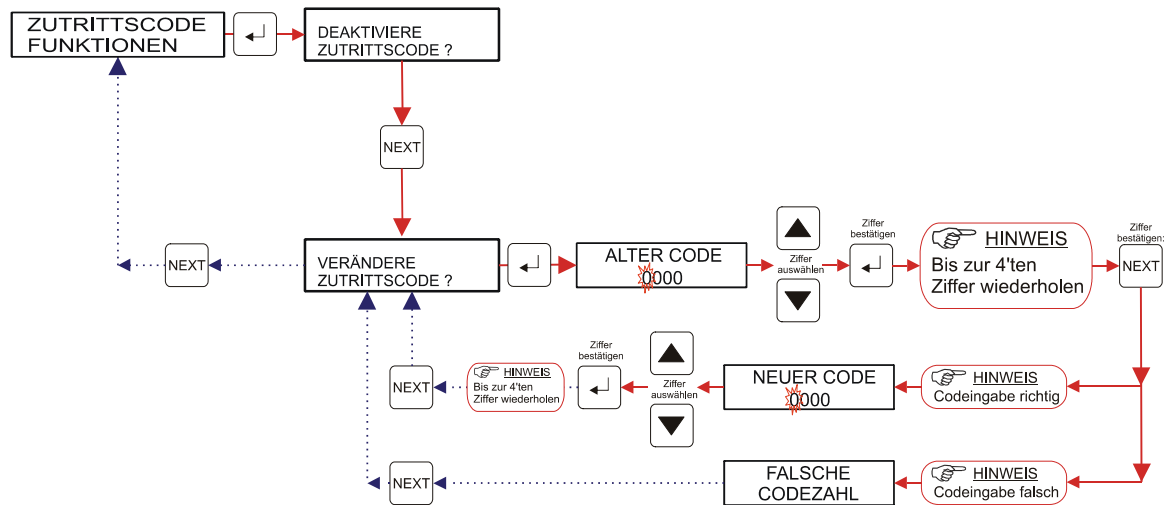 ZUTRITTSCODE
FUNKTIONEN
DEAKTIVIERE
ZUTRITTSCODE ?
NEXT
NEXT
VERÄNDERE
ZUTRITTSCODE ?
ALTER CODE
0000
Ziffer
auswählen
Ziffer
bestätigen
HINWEIS
Bis zur 4'ten
Ziffer wiederholen
Ziffer
bestätigen:
NEXT
NEXT
HINWEIS
Bis zur 4'ten
Ziffer wiederholen
Ziffer
bestätigen
Ziffer
auswählen
NEUER CODE
0000
HINWEIS
Codeingabe richtig
NEXT
FALSCHE
CODEZAHL
HINWEIS
Codeingabe falsch